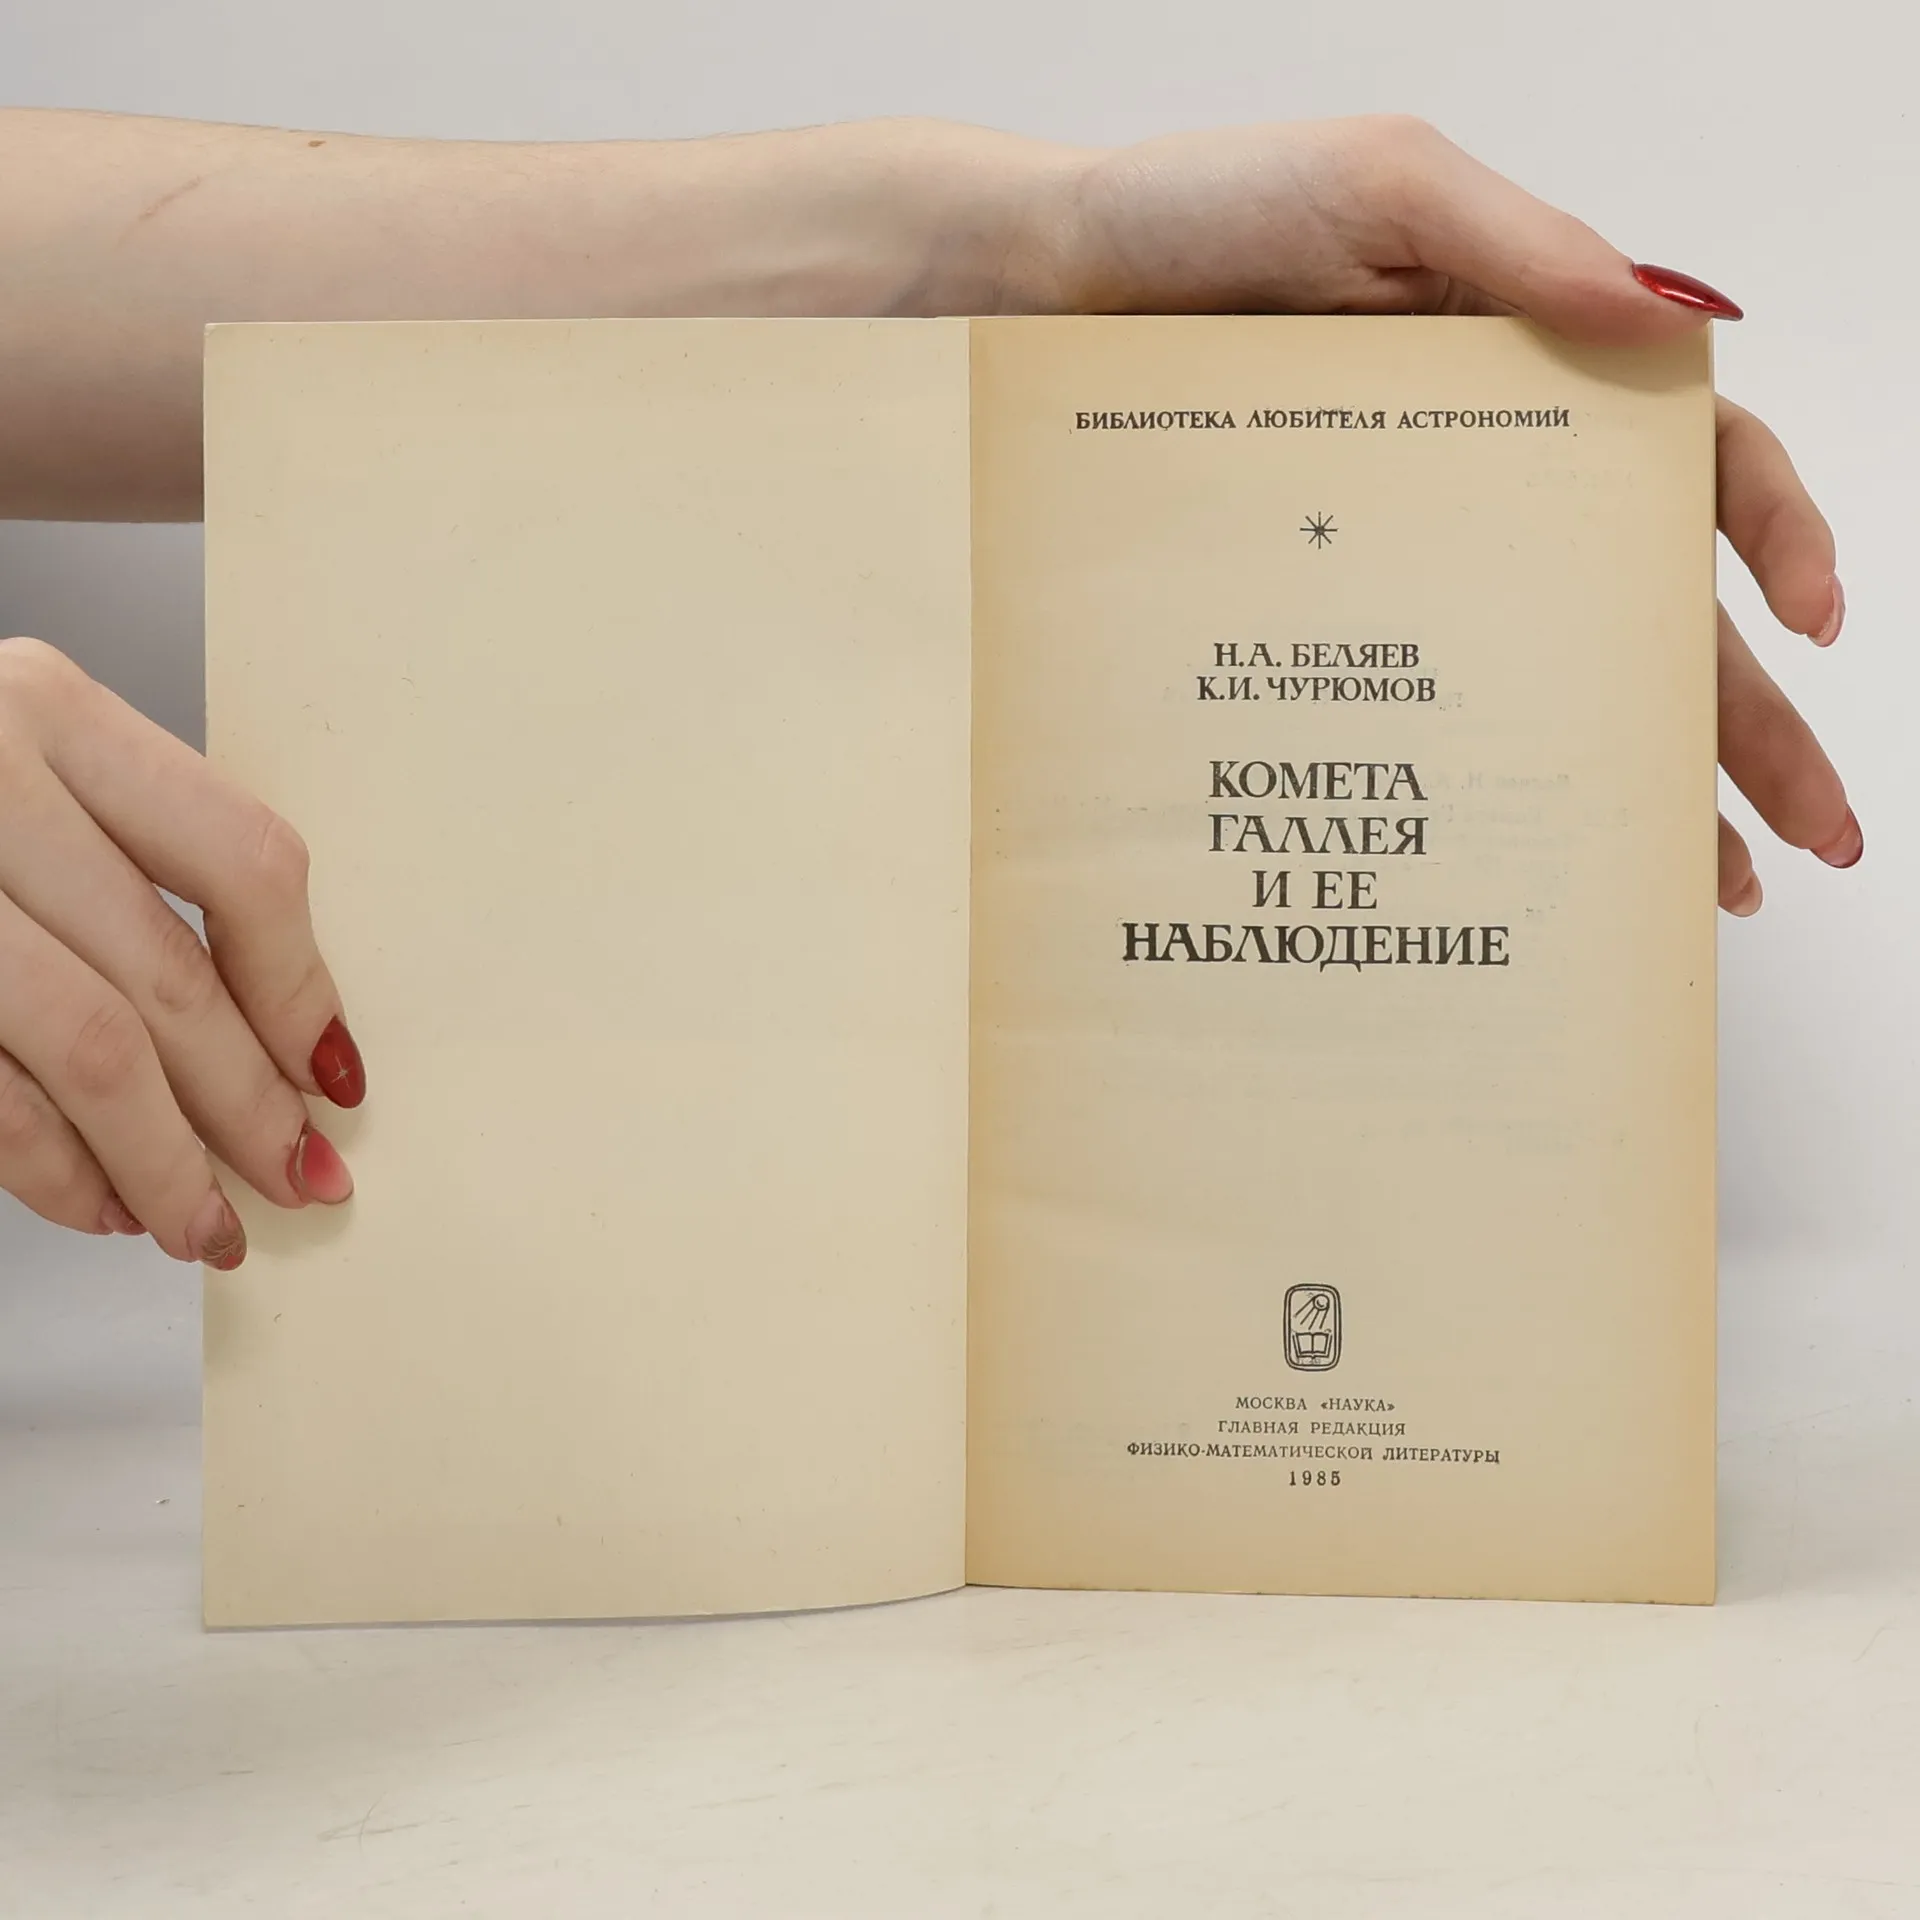 БИБЛИОТЕКА ЛЮБИТЕЛЯ АСТРОНОМИИ
Н.А. БЕЛЯЕВ
К.И. ЧУРЮМОВ
КОМЕТА
ГАЛЛЕЯ
И ЕЕ
НАБЛЮДЕНИЕ
МОСКВА «НАУКА»
ГЛАВНАЯ РЕДАКЦИЯ
ФИЗИКО-МАТЕМАТИЧЕСКОЙ ЛИТЕРАТУРЫ
1985